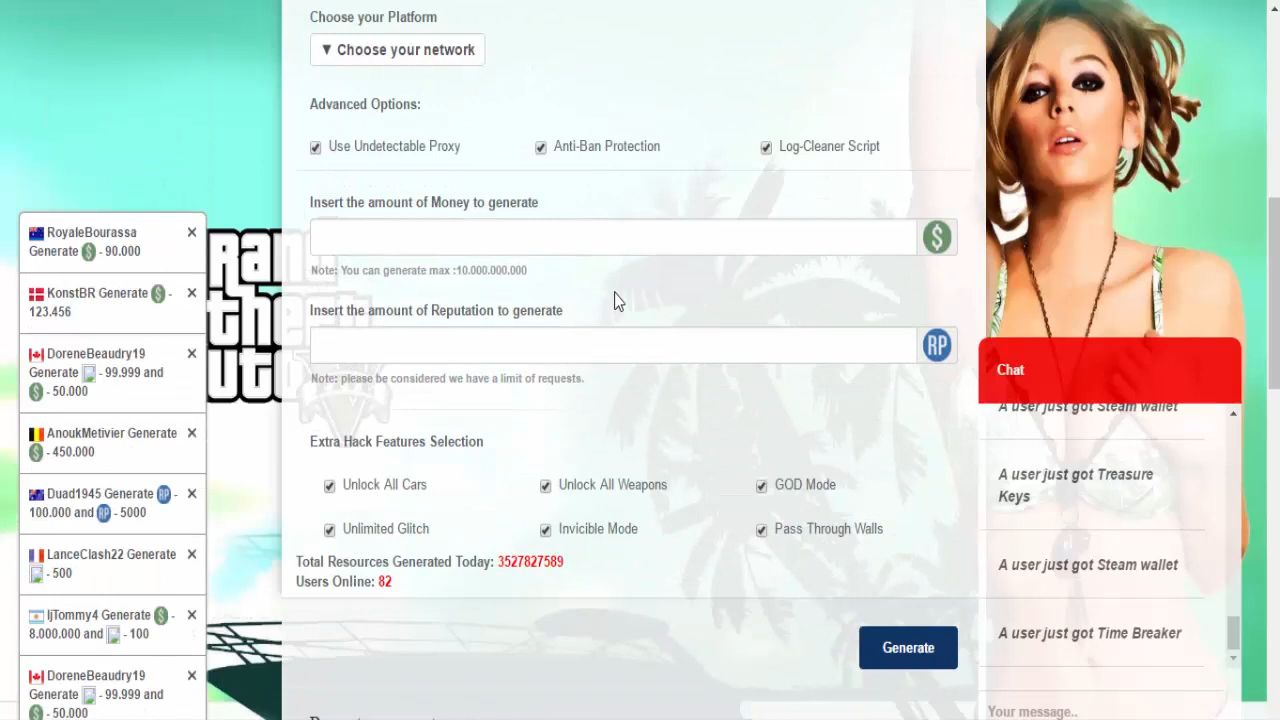 Choose your Platform
▼ Choose your network
Advanced Options:
Use Undetectable Proxy
Anti-Ban Protection
Log-Cleaner Script
Insert the amount of Money to generate
$
Note: You can generate max :10.000.000.000
Insert the amount of Reputation to generate
RP
Note: please be considered we have a limit of requests.
Extra Hack Features Selection
Unlock All Cars
Unlock All Weapons
GOD Mode
Unlimited Glitch
Invicible Mode
Pass Through Walls
Total Resources Generated Today: 3527827589
Users Online: 82
Generate
RoyaleBourassa
Generate $ - 90.000
KonstBR Generate $ -
123.456
DoreneBeaudry19
Generate - 99.999 and
$ - 50.000
AnoukMetivier Generate
$ - 450.000
Duad1945 Generate RP -
100.000 and RP - 5000
LanceClash22 Generate
- 500
IjTommy4 Generate $ -
8.000.000 and - 100
DoreneBeaudry19
Generate - 99.999 and
$ - 50.000
Chat
A user just got Steam wallet
A user just got Treasure
Keys
A user just got Steam wallet
A user just got Time Breaker
Your message..